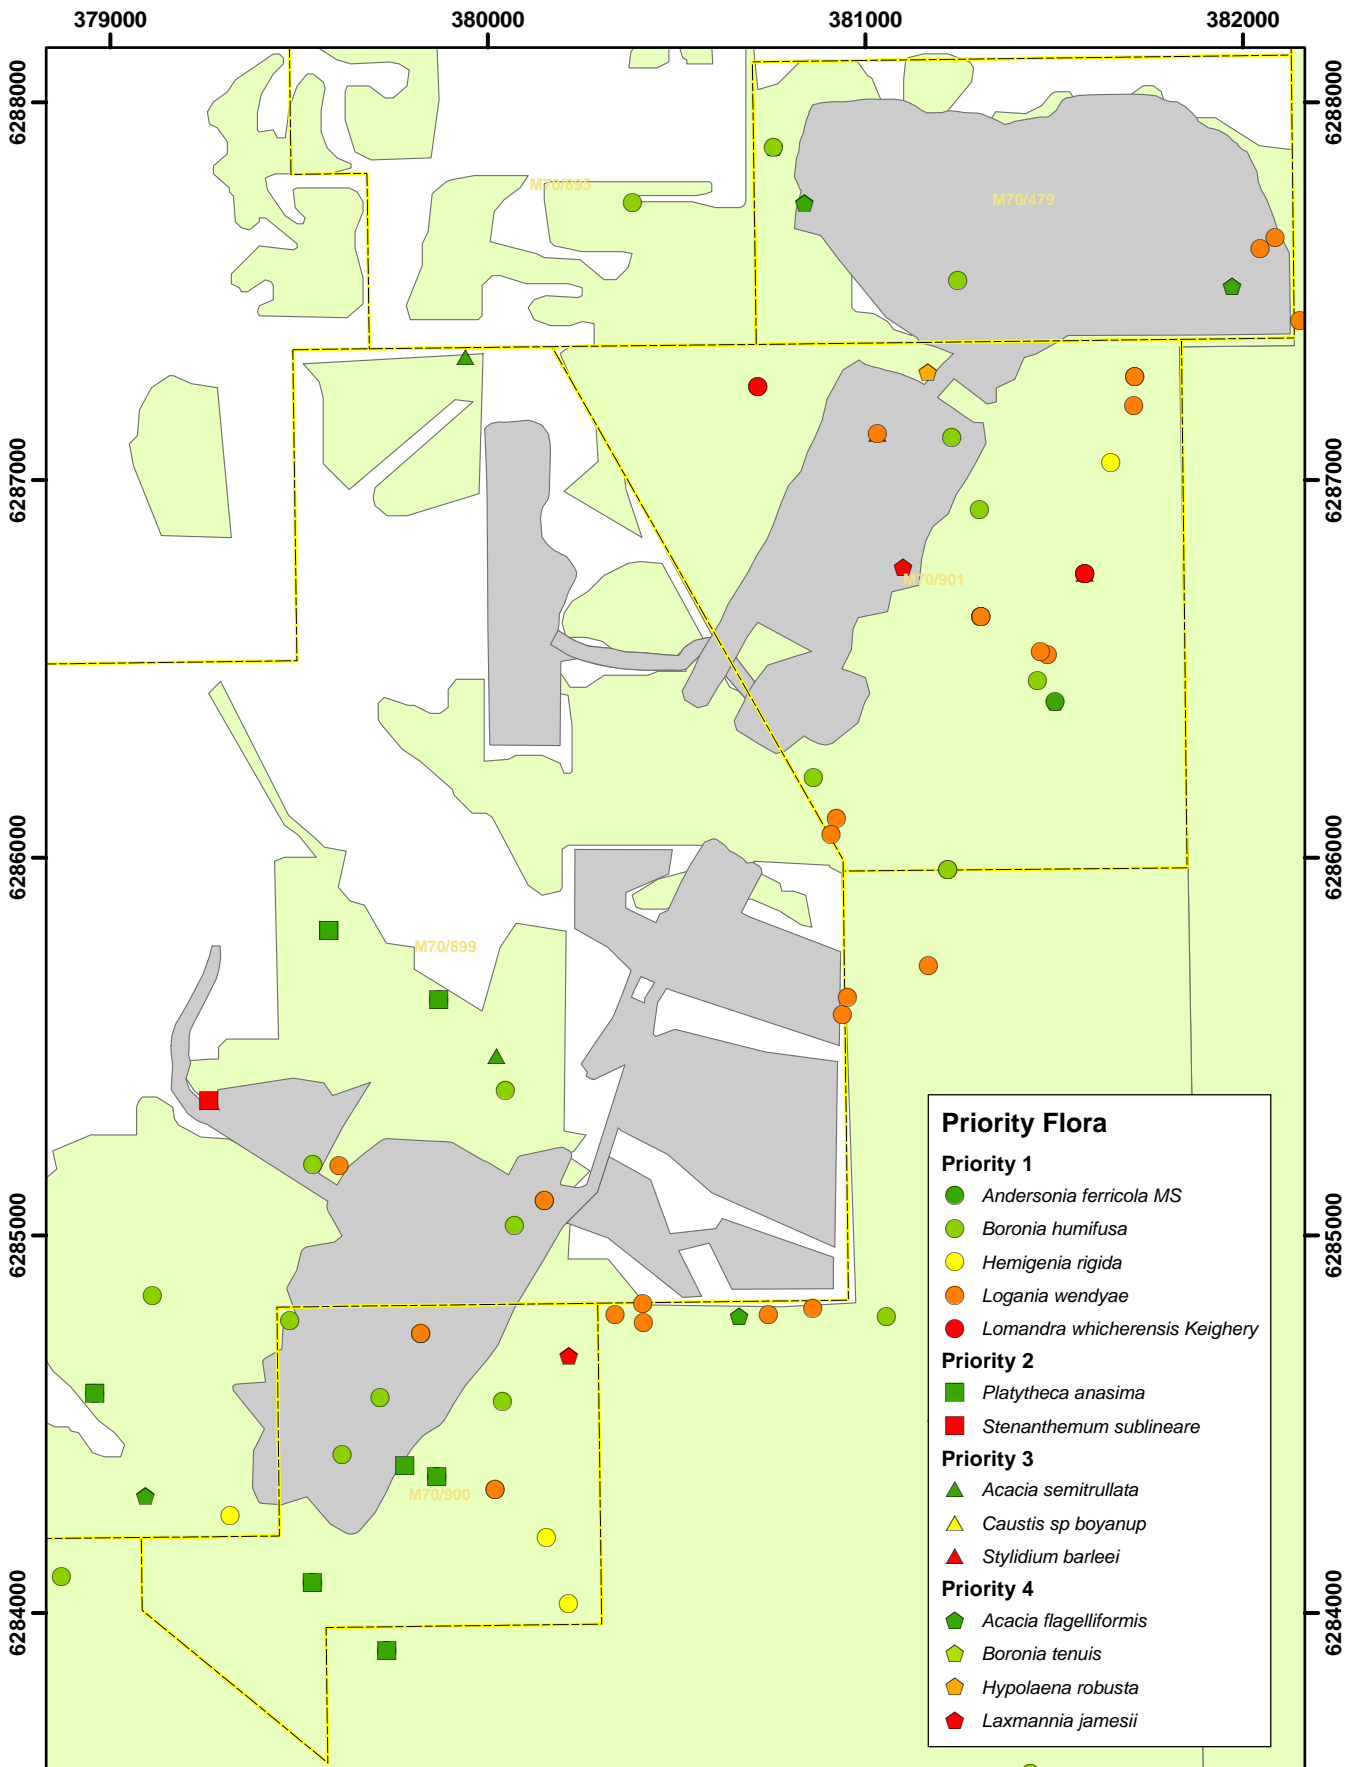 379000 380000 381000 382000
6288000 6288000
M70/895
M70/479
6287000 6287000
M70/901
6286000 6286000
M70/899
Priority Flora
Priority 1
Andersonia ferricola MS
Boronia humifusa
6285000 6285000
Hemigenia rigida
Logania wendyae
Lomandra whicherensis Keighery
Priority 2
Platytheca anasima
Stenanthemum sublineare
Priority 3
Acacia semitrullata
M70/900
Caustis sp boyanup
Stylidium barleei
Priority 4
6284000 6284000
Acacia flagelliformis
Boronia tenuis
Hypolaena robusta
Laxmannia jamesii